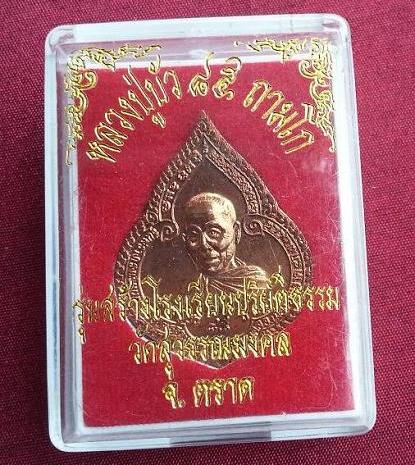 หลวงปู่บัว ๘๕ ถามโก
รุ่นสร้างโรงเรียนปริยัติธรรม
วัดสุวรรณมงคล
จ. ตราด